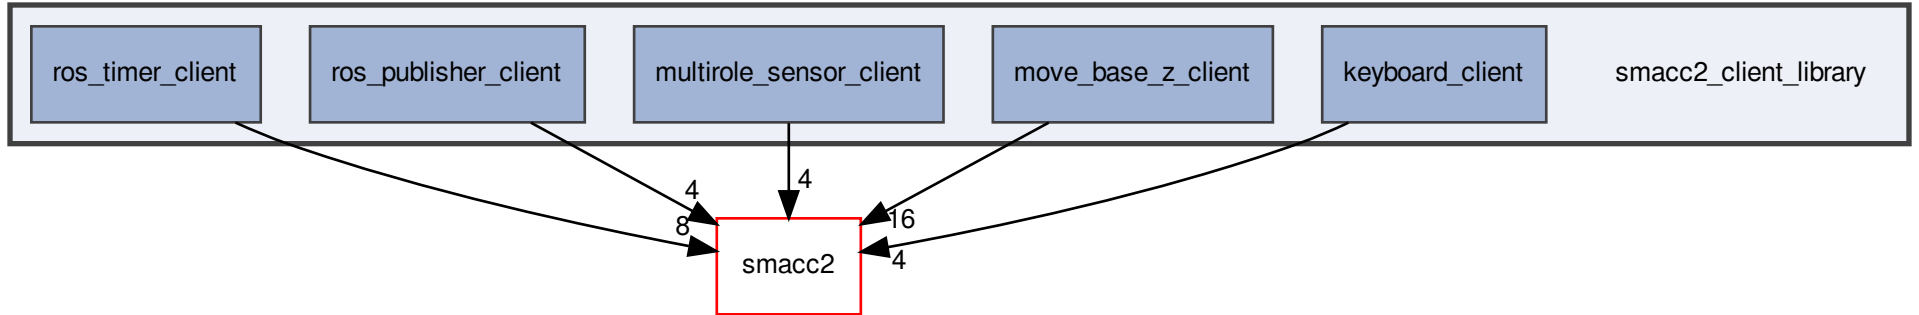 ros_timer_client
ros_publisher_client
multirole_sensor_client
move_base_z_client
keyboard_client
smacc2_client_library
4
4
8
16
4
smacc2